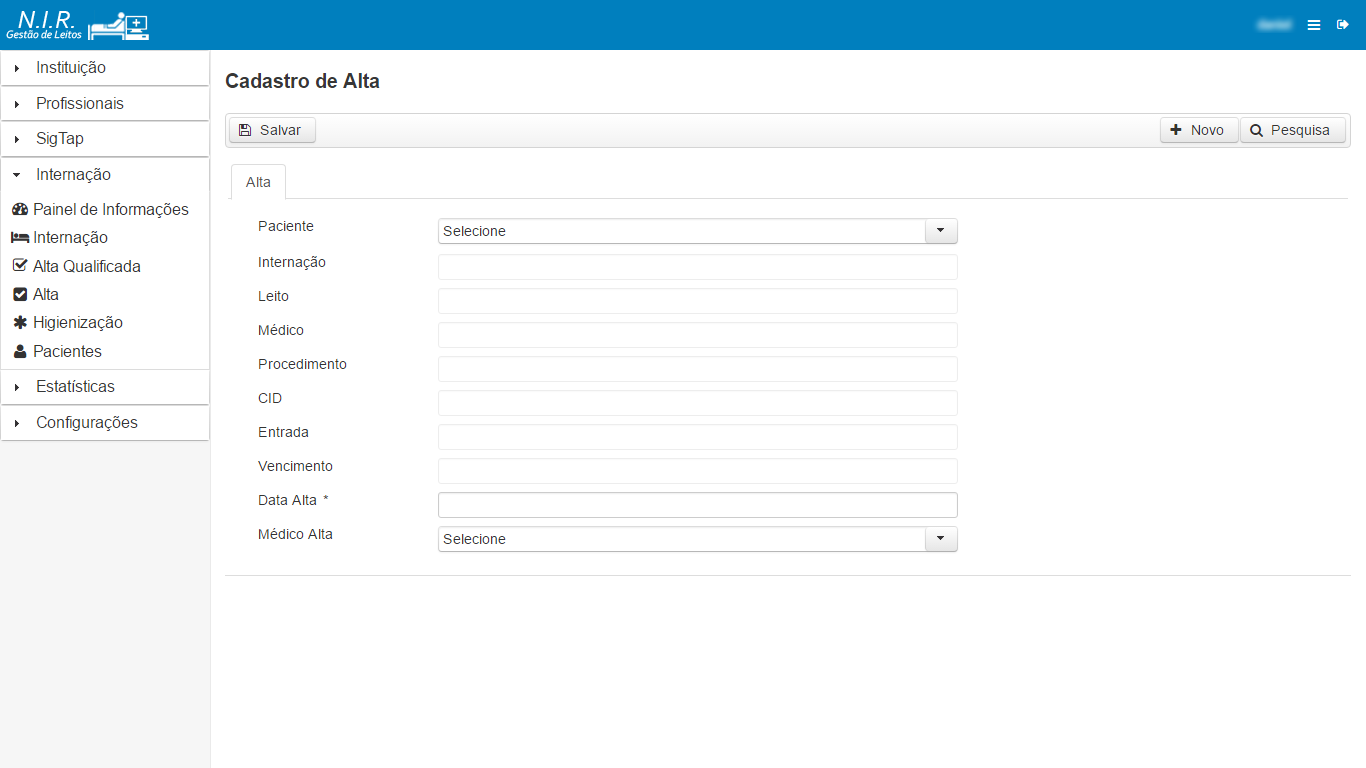 N.I.R.
Gestão de Leitos
Instituição
Profissionais
SigTap
Internação
Painel de Informações
Internação
Alta Qualificada
Alta
Higienização
Pacientes
Estatísticas
Configurações
Cadastro de Alta
Salvar
Novo
Pesquisa
Alta
Paciente
Selecione
Internação
Leito
Médico
Procedimento
CID
Entrada
Vencimento
Data Alta *
Médico Alta
Selecione